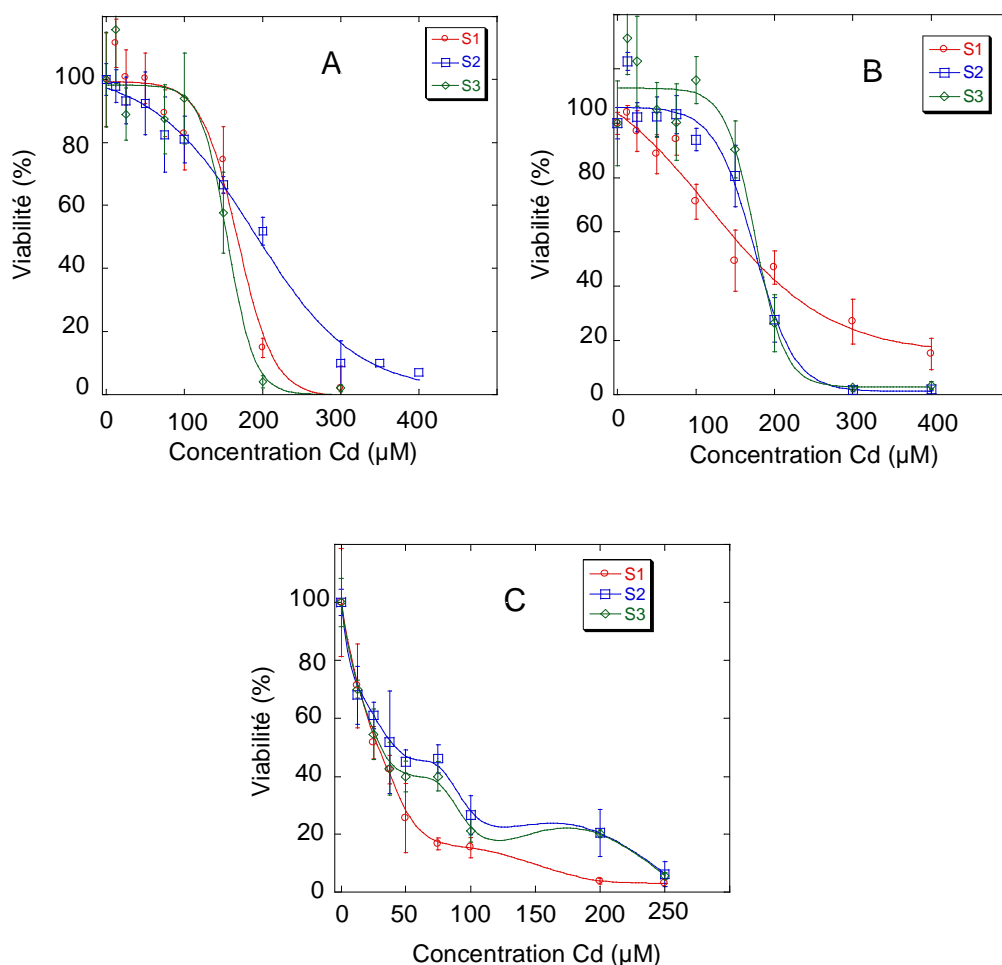 A
S1
S2
S3
Viabilité (%)
100
80
60
40
20
0
0 100 200 300 400
Concentration Cd (µM)
B
S1
S2
S3
Viabilité (%)
100
80
60
40
20
0
0 100 200 300 400
Concentration Cd (µM)
C
S1
S2
S3
Viabilité (%)
100
80
60
40
20
0
0 50 100 150 200 250
Concentration Cd (µM)